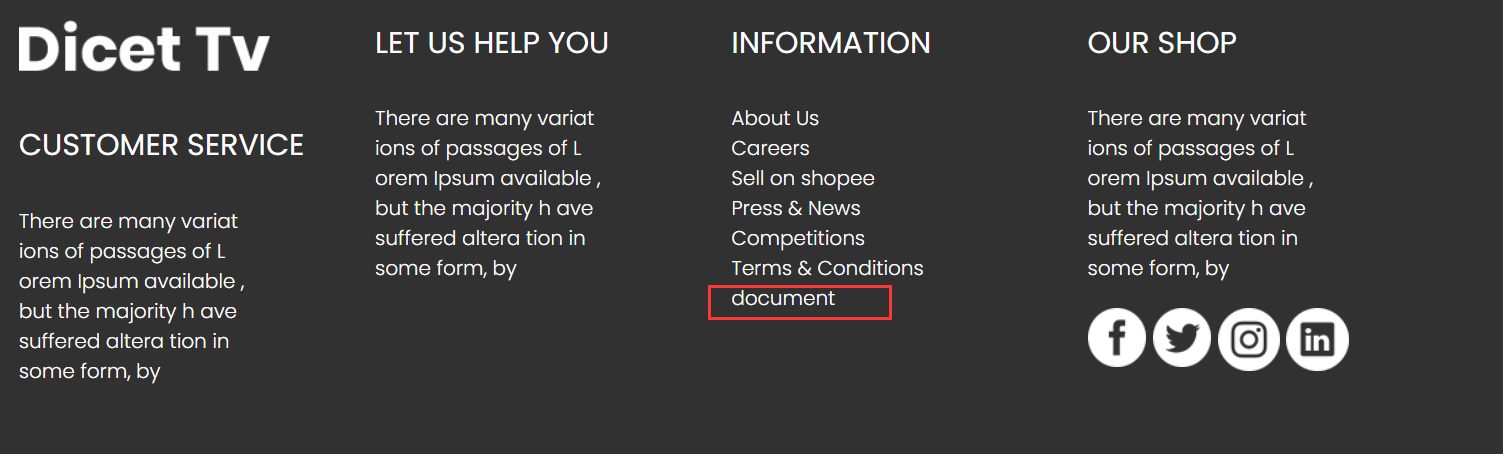 Dicet Tv
CUSTOMER SERVICE
There are many variat
ions of passages of L
orem Ipsum available ,
but the majority h ave
suffered altera tion in
some form, by
LET US HELP YOU
There are many variat
ions of passages of L
orem Ipsum available ,
but the majority h ave
suffered altera tion in
some form, by
INFORMATION
About Us
Careers
Sell on shopee
Press & News
Competitions
Terms & Conditions
document
OUR SHOP
There are many variat
ions of passages of L
orem Ipsum available ,
but the majority h ave
suffered altera tion in
some form, by